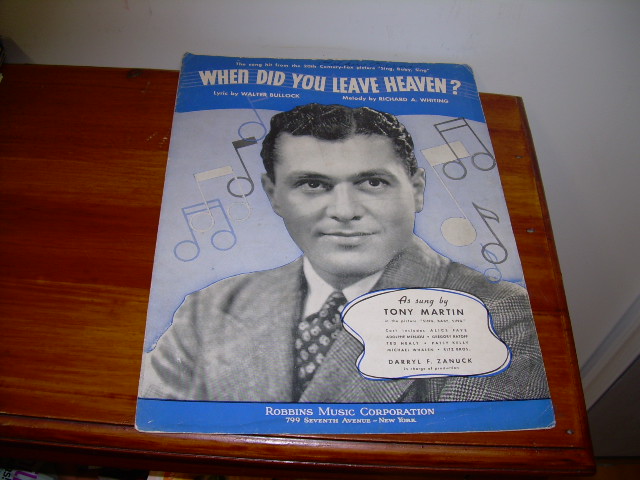 The song hit from the 20th Century-Fox picture "Sing, Baby, Sing"
WHEN DID YOU LEAVE HEAVEN?
Lyric by WALTER BULLOCK
Melody by RICHARD A. WHITING
As sung by
TONY MARTIN
in the picture "SING, BABY, SING"
Cast includes ALICE FAYE
ADOLPHE MENJOU · GREGORY RATOFF
TED HEALY · PATSY KELLY
MICHAEL WHALEN · RITZ BROS.
DARRYL F. ZANUCK
in charge of production
ROBBINS MUSIC CORPORATION
799 SEVENTH AVENUE – NEW YORK